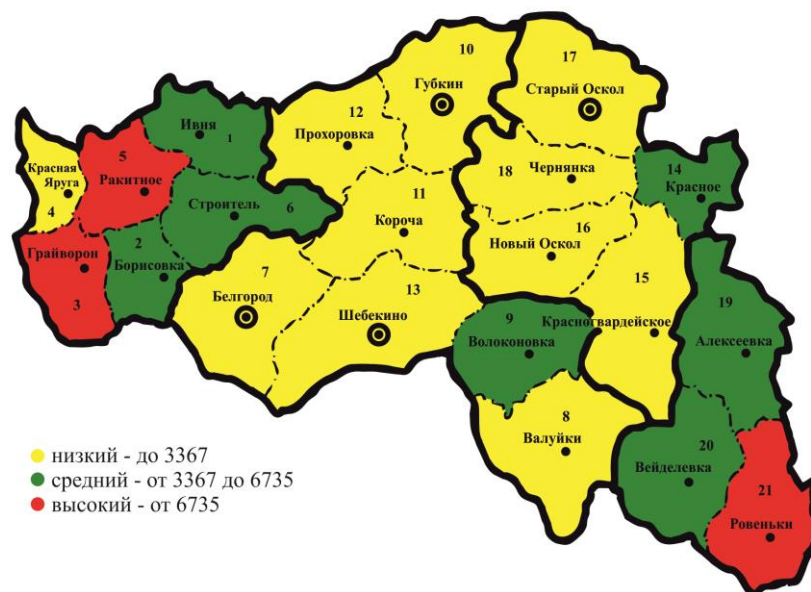 10
Губкин
17
Старый Оскол
12
Прохоровка
Ивня
1
5
Ракитное
Красная
Яруга
4
18
Чернянка
14
Красное
11
Короча
Строитель
6
2
Борисовка
Грайворон
3
16
Новый Оскол
7
Белгород
13
Шебекино
15
Красногвардейское
9
Волоконовка
19
Алексеевка
8
Валуйки
20
Вейделевка
21
Ровеньки
низкий - до 3367
средний - от 3367 до 6735
высокий - от 6735